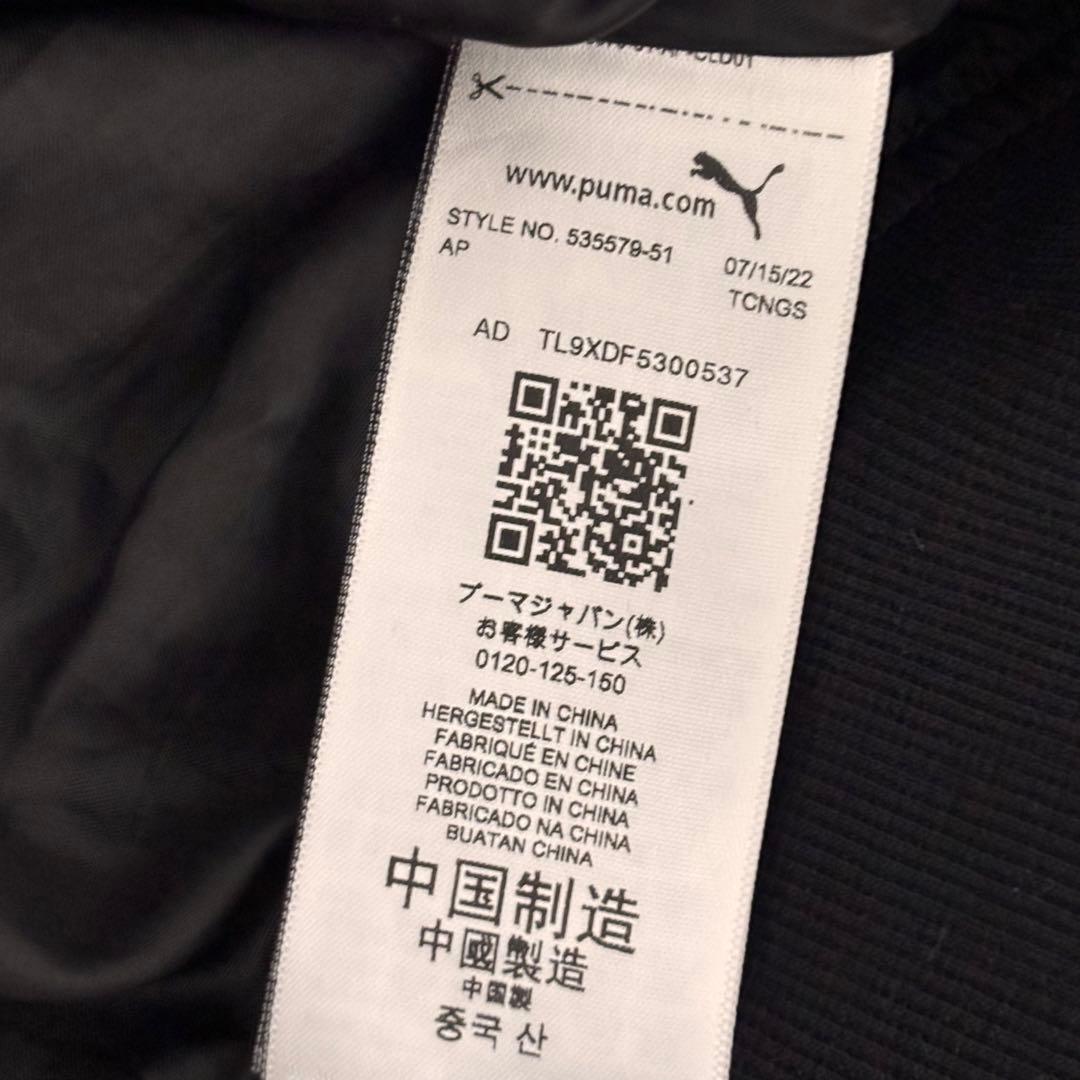 www.puma.com
STYLE NO. 535579-51 07/15/22
AP TCNGS
AD TL9XDF5300537
プーマジャパン(株)
お客様サービス
0120-125-150
MADE IN CHINA
HERGESTELLT IN CHINA
FABRIQUÉ EN CHINE
FABRICADO EN CHINA
PRODOTTO IN CHINA
FABRICADO NA CHINA
BUATAN CHINA
中国制造
中國製造
中国製
중국 산